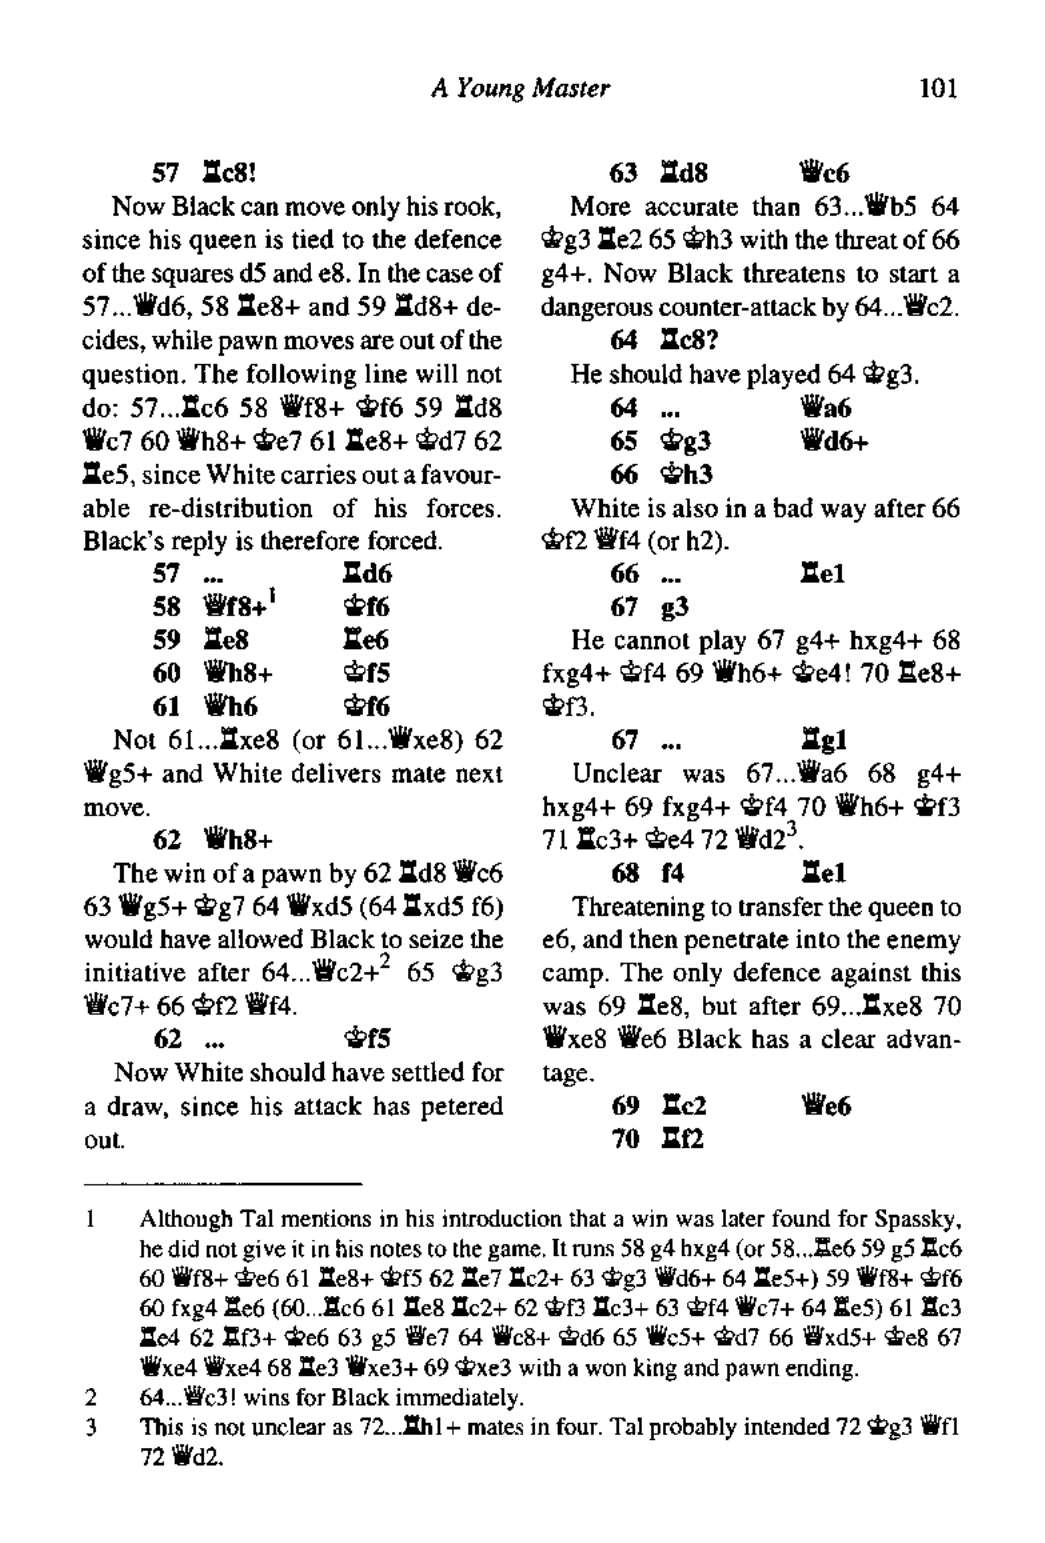 A Young Master 101
57 ♖c8!
Now Black can move only his rook,
since his queen is tied to the defence
of the squares d5 and e8. In the case of
57...♕d6, 58 ♖e8+ and 59 ♖d8+ de-
cides, while pawn moves are out of the
question. The following line will not
do: 57...♖c6 58 ♕f8+ ♔f6 59 ♖d8
♕c7 60 ♕h8+ ♔e7 61 ♖e8+ ♔d7 62
♖e5, since White carries out a favour-
able re-distribution of his forces.
Black's reply is therefore forced.
57 ... ♖d6
58 ♕f8+¹ ♔f6
59 ♖e8 ♖e6
60 ♕h8+ ♔f5
61 ♕h6 ♔f6
Not 61...♖xe8 (or 61...♕xe8) 62
♕g5+ and White delivers mate next
move.
62 ♕h8+
The win of a pawn by 62 ♖d8 ♕c6
63 ♕g5+ ♔g7 64 ♕xd5 (64 ♖xd5 f6)
would have allowed Black to seize the
initiative after 64...♕c2+² 65 ♔g3
♕c7+ 66 ♔f2 ♕f4.
62 ... ♔f5
Now White should have settled for
a draw, since his attack has petered
out.
63 ♖d8 ♕c6
More accurate than 63...♕b5 64
♔g3 ♖e2 65 ♔h3 with the threat of 66
g4+. Now Black threatens to start a
dangerous counter-attack by 64...♕c2.
64 ♖c8?
He should have played 64 ♔g3.
64 ... ♕a6
65 ♔g3 ♕d6+
66 ♔h3
White is also in a bad way after 66
♔f2 ♕f4 (or h2).
66 ... ♖e1
67 g3
He cannot play 67 g4+ hxg4+ 68
fxg4+ ♔f4 69 ♕h6+ ♔e4! 70 ♖e8+
♔f3.
67 ... ♖g1
Unclear was 67...♕a6 68 g4+
hxg4+ 69 fxg4+ ♔f4 70 ♕h6+ ♔f3
71 ♖c3+ ♔e4 72 ♕d2³.
68 f4 ♖e1
Threatening to transfer the queen to
e6, and then penetrate into the enemy
camp. The only defence against this
was 69 ♖e8, but after 69...♖xe8 70
♕xe8 ♕e6 Black has a clear advan-
tage.
69 ♖c2 ♕e6
70 ♖f2
1 Although Tal mentions in his introduction that a win was later found for Spassky,
he did not give it in his notes to the game. It runs 58 g4 hxg4 (or 58...♖e6 59 g5 ♖c6
60 ♕f8+ ♔e6 61 ♖e8+ ♔f5 62 ♖e7 ♖c2+ 63 ♔g3 ♕d6+ 64 ♖e5+) 59 ♕f8+ ♔f6
60 fxg4 ♖e6 (60...♖c6 61 ♖e8 ♖c2+ 62 ♔f3 ♖c3+ 63 ♔f4 ♕c7+ 64 ♖e5) 61 ♖c3
♖e4 62 ♖f3+ ♔e6 63 g5 ♕e7 64 ♕c8+ ♔d6 65 ♕c5+ ♔d7 66 ♕xd5+ ♔e8 67
♕xe4 ♕xe4 68 ♖e3 ♕xe3+ 69 ♔xe3 with a won king and pawn ending.
2 64...♕c3! wins for Black immediately.
3 This is not unclear as 72...♖h1+ mates in four. Tal probably intended 72 ♔g3 ♕f1
72 ♕d2.